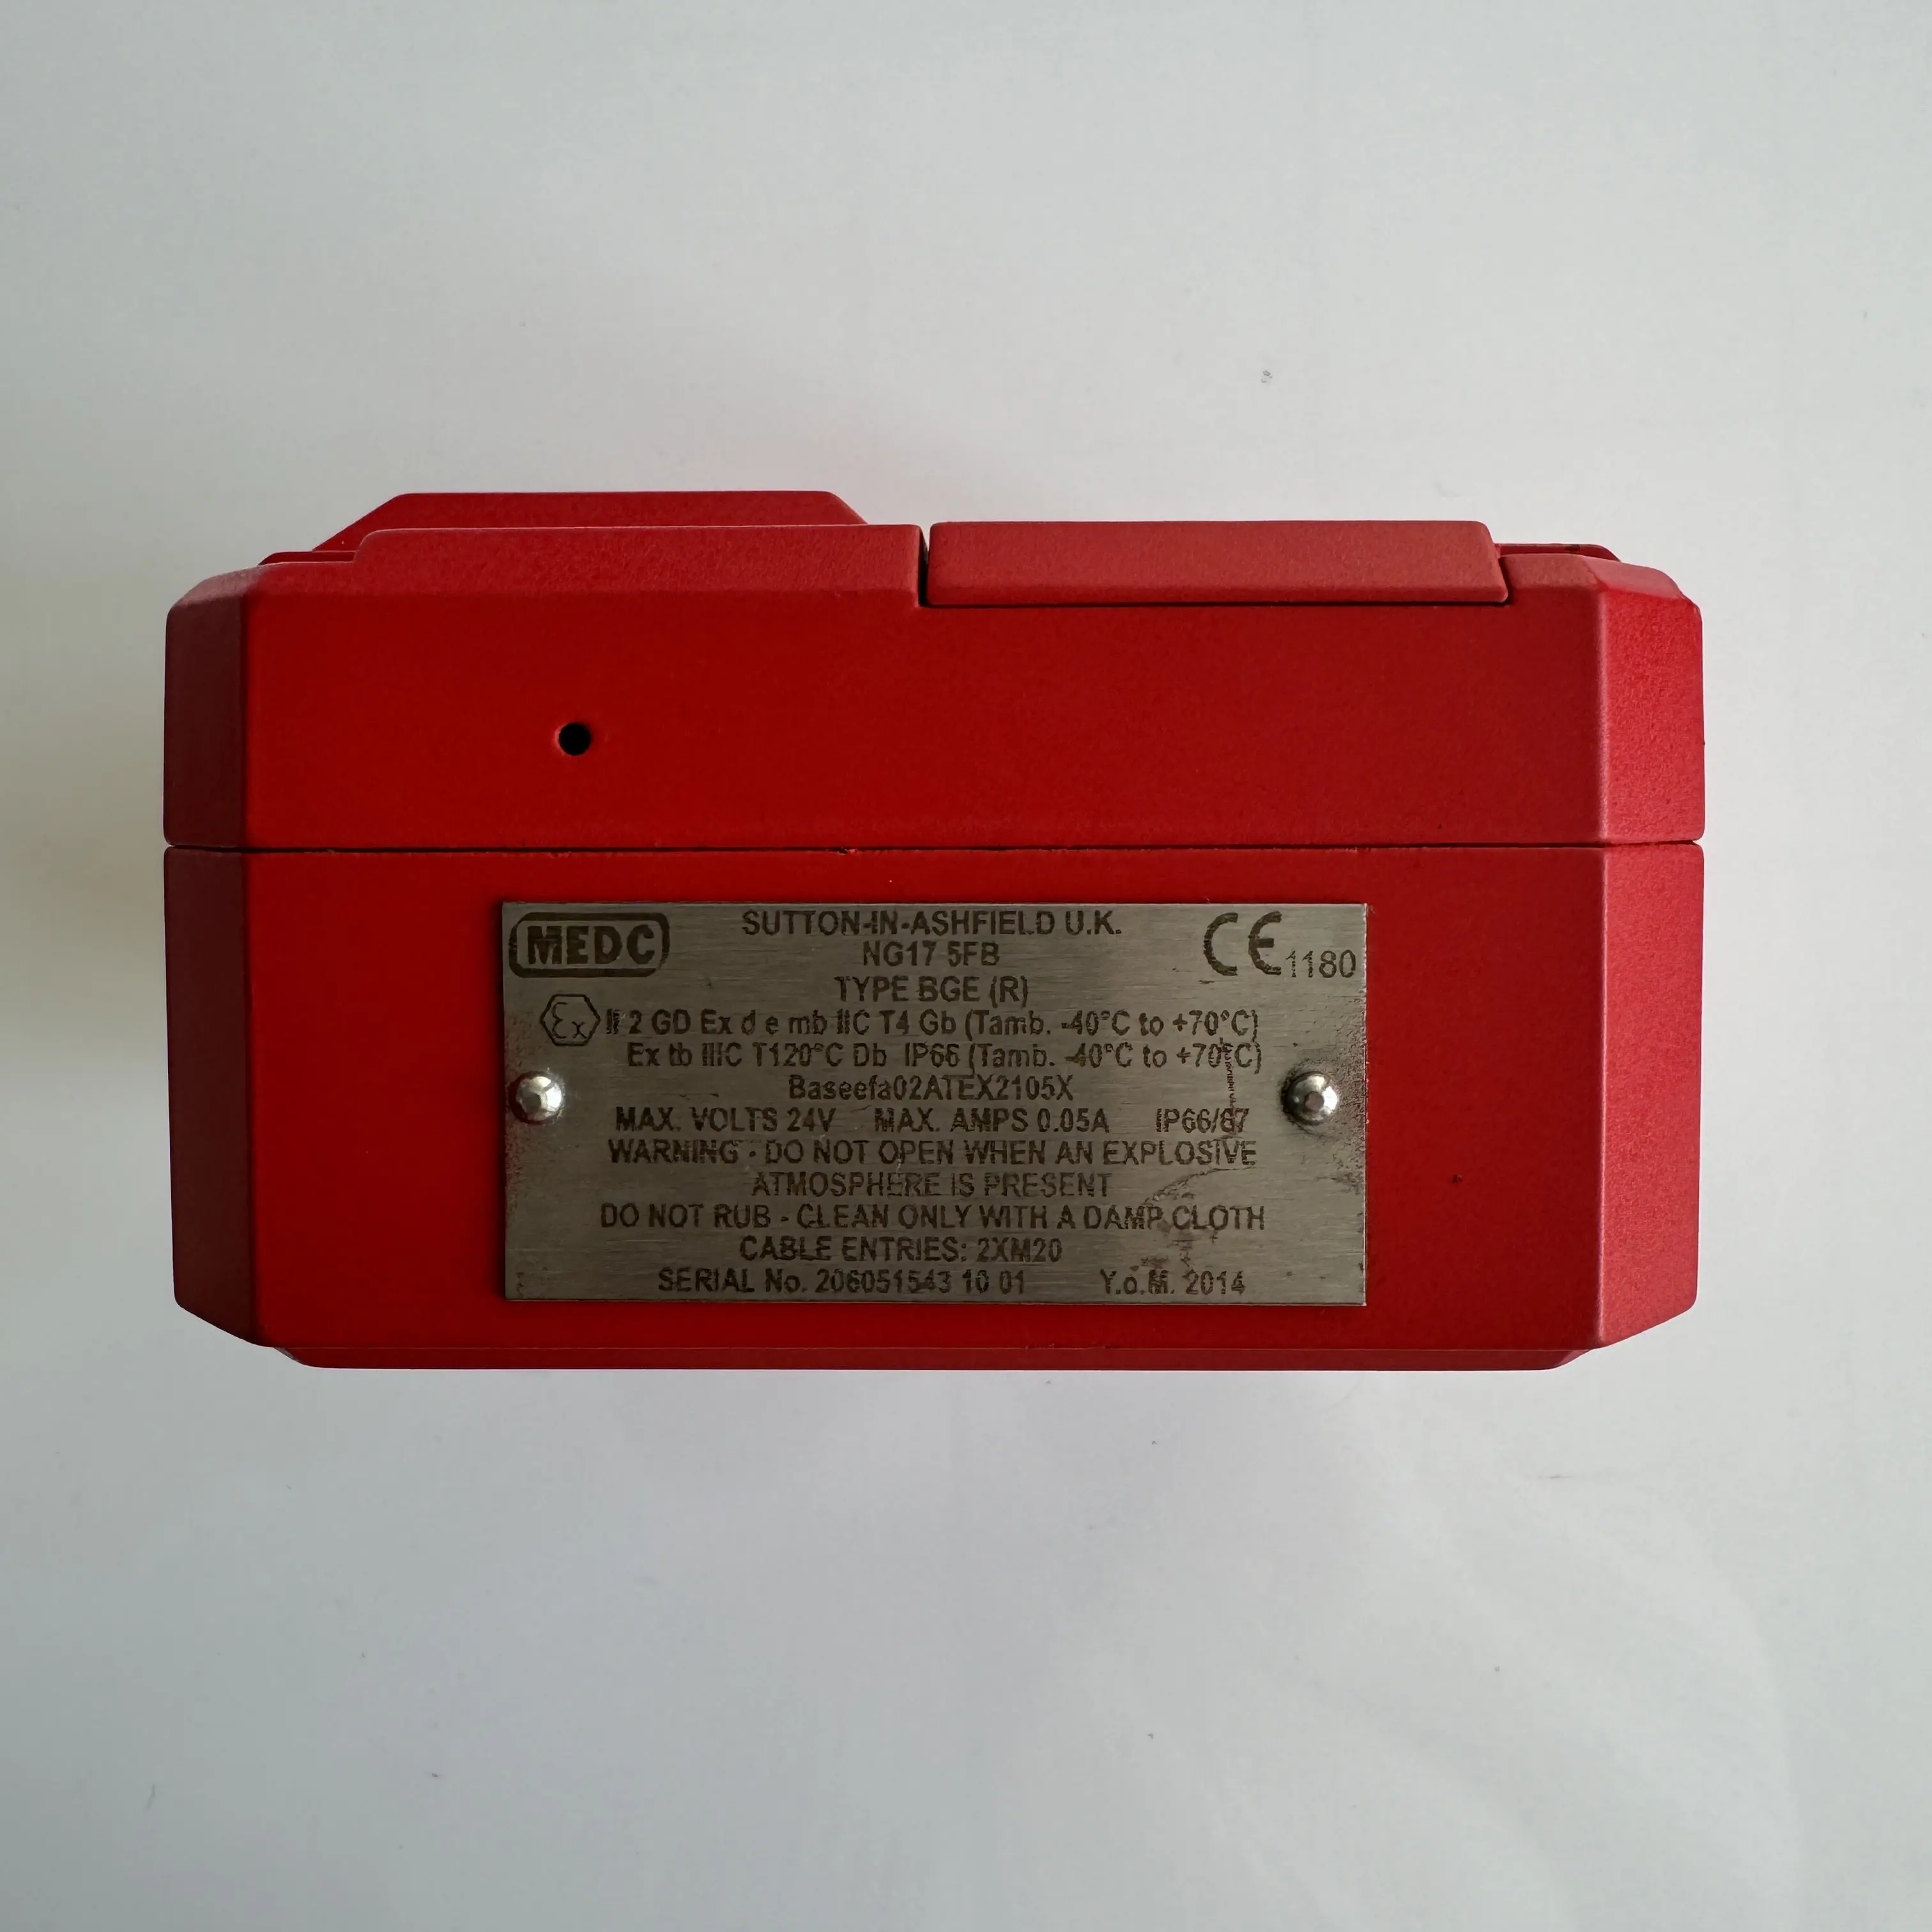 MEDC
SUTTON-IN-ASHFIELD U.K.
NG17 5FB
CE 1180
TYPE BGE (R)
Ex II 2 GD Ex d e mb IIC T4 Gb (Tamb. -40°C to +70°C)
Ex tb IIIC T120°C Db IP66 (Tamb. -40°C to +70°C)
Baseefa02ATEX2105X
MAX. VOLTS 24V MAX. AMPS 0.05A IP66/67
WARNING - DO NOT OPEN WHEN AN EXPLOSIVE
ATMOSPHERE IS PRESENT
DO NOT RUB - CLEAN ONLY WITH A DAMP CLOTH
CABLE ENTRIES: 2XM20
SERIAL No. 206051543 10 01 Y.o.M. 2014